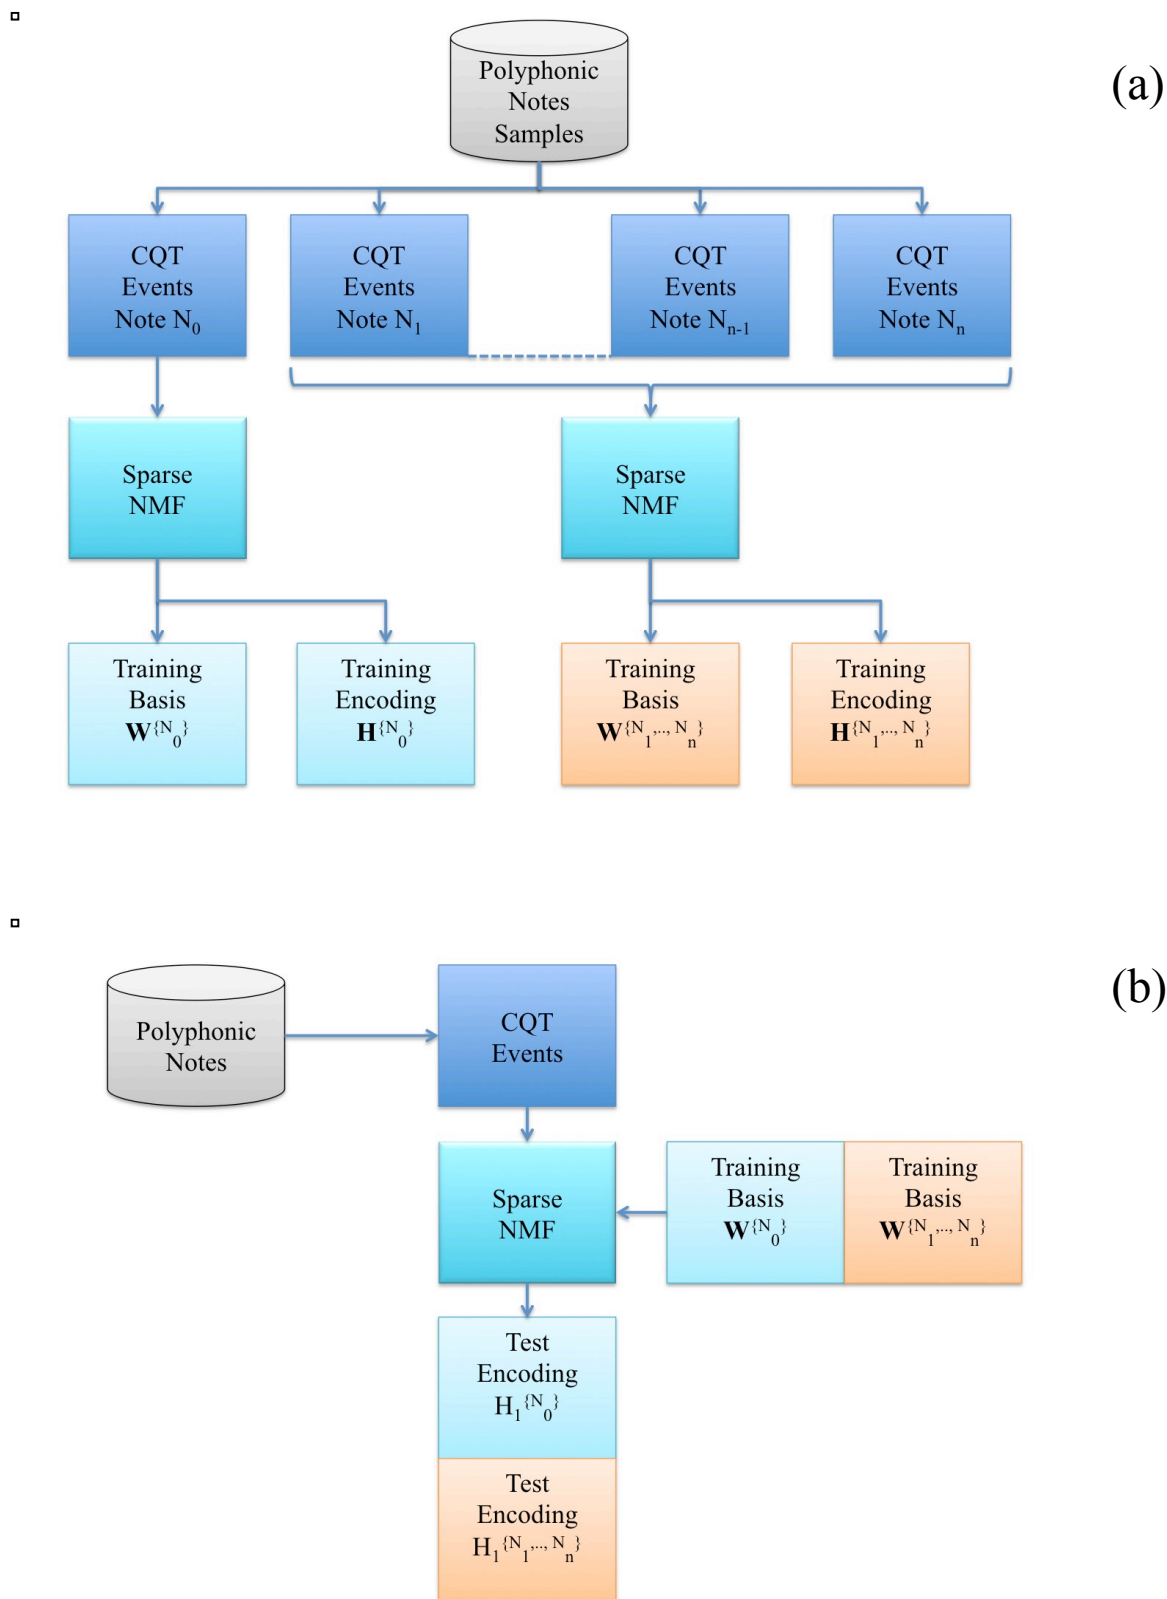 (a)
Polyphonic
Notes
Samples
CQT
Events
Note N₀
CQT
Events
Note N₁
CQT
Events
Note Nₙ₋₁
CQT
Events
Note Nₙ
Sparse
NMF
Sparse
NMF
Training
Basis
W{N₀}
Training
Encoding
H{N₀}
Training
Basis
W{N₁,.., Nₙ}
Training
Encoding
H{N₁,.., Nₙ}
(b)
Polyphonic
Notes
CQT
Events
Sparse
NMF
Training
Basis
W{N₀}
Training
Basis
W{N₁,.., Nₙ}
Test
Encoding
H₁{N₀}
Test
Encoding
H₁{N₁,.., Nₙ}